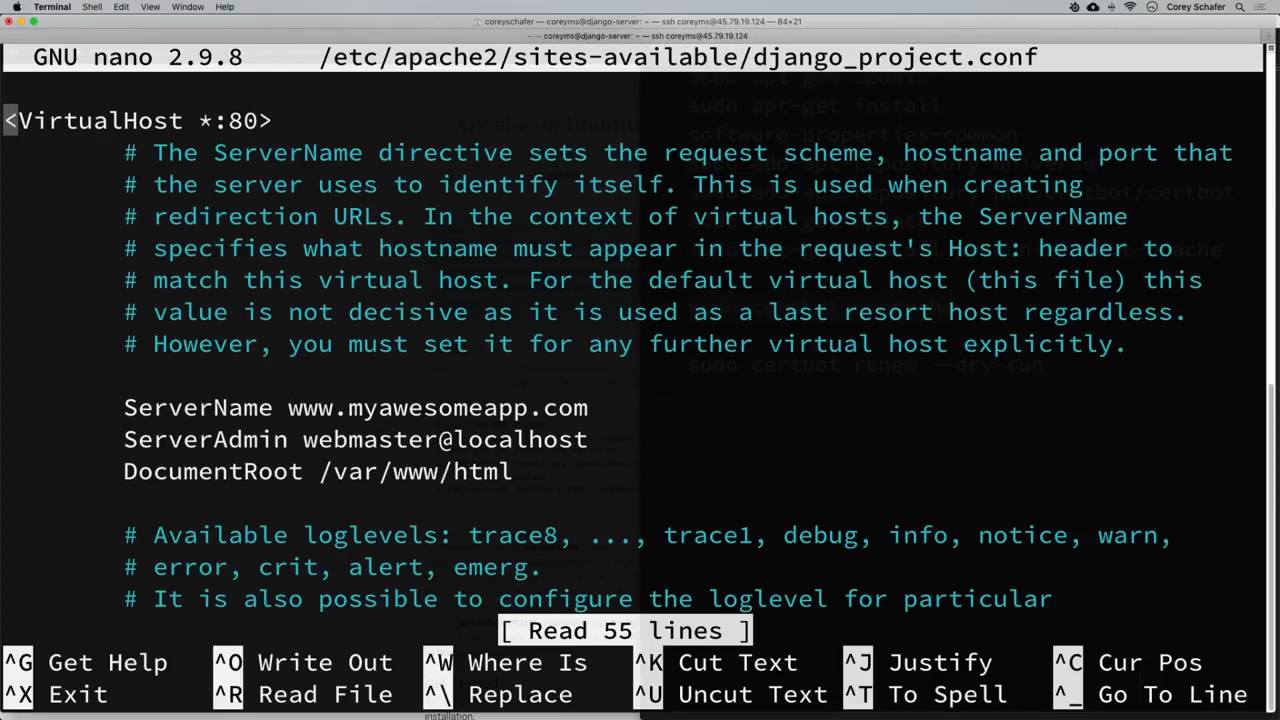 Terminal Shell Edit View Window Help Corey Schafer
coreyschafer — coreyms@django-server: ~ — ssh coreyms@45.79.19.124 — 84×21
~ — coreyms@django-server: ~ — ssh coreyms@45.79.19.124
GNU nano 2.9.8 /etc/apache2/sites-available/django_project.conf
<VirtualHost *:80>
# The ServerName directive sets the request scheme, hostname and port that
# the server uses to identify itself. This is used when creating
# redirection URLs. In the context of virtual hosts, the ServerName
# specifies what hostname must appear in the request's Host: header to
# match this virtual host. For the default virtual host (this file) this
# value is not decisive as it is used as a last resort host regardless.
# However, you must set it for any further virtual host explicitly.
sudo certbot renew --dry-run
ServerName www.myawesomeapp.com
ServerAdmin webmaster@localhost
DocumentRoot /var/www/html
# Available loglevels: trace8, ..., trace1, debug, info, notice, warn,
# error, crit, alert, emerg.
# It is also possible to configure the loglevel for particular
[ Read 55 lines ]
^G Get Help ^O Write Out ^W Where Is ^K Cut Text ^J Justify ^C Cur Pos
^X Exit ^R Read File ^\ Replace ^U Uncut Text ^T To Spell ^_ Go To Line
installation.